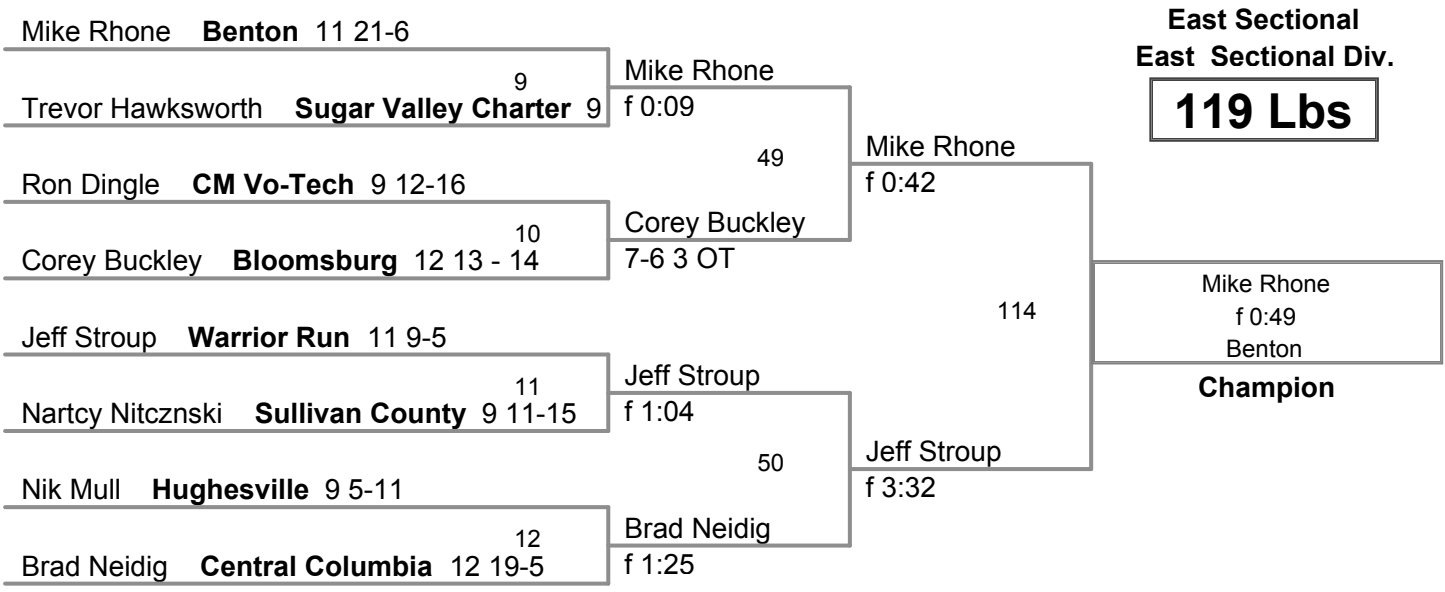 East Sectional
East Sectional Div.
119 Lbs
Mike Rhone Benton 11 21-6
9
Trevor Hawksworth Sugar Valley Charter 9
Mike Rhone
f 0:09
Ron Dingle CM Vo-Tech 9 12-16
10
Corey Buckley Bloomsburg 12 13 - 14
Corey Buckley
7-6 3 OT
49
Mike Rhone
f 0:42
Jeff Stroup Warrior Run 11 9-5
11
Nartcy Nitcznski Sullivan County 9 11-15
Jeff Stroup
f 1:04
Nik Mull Hughesville 9 5-11
12
Brad Neidig Central Columbia 12 19-5
Brad Neidig
f 1:25
50
Jeff Stroup
f 3:32
114
Mike Rhone
f 0:49
Benton
Champion